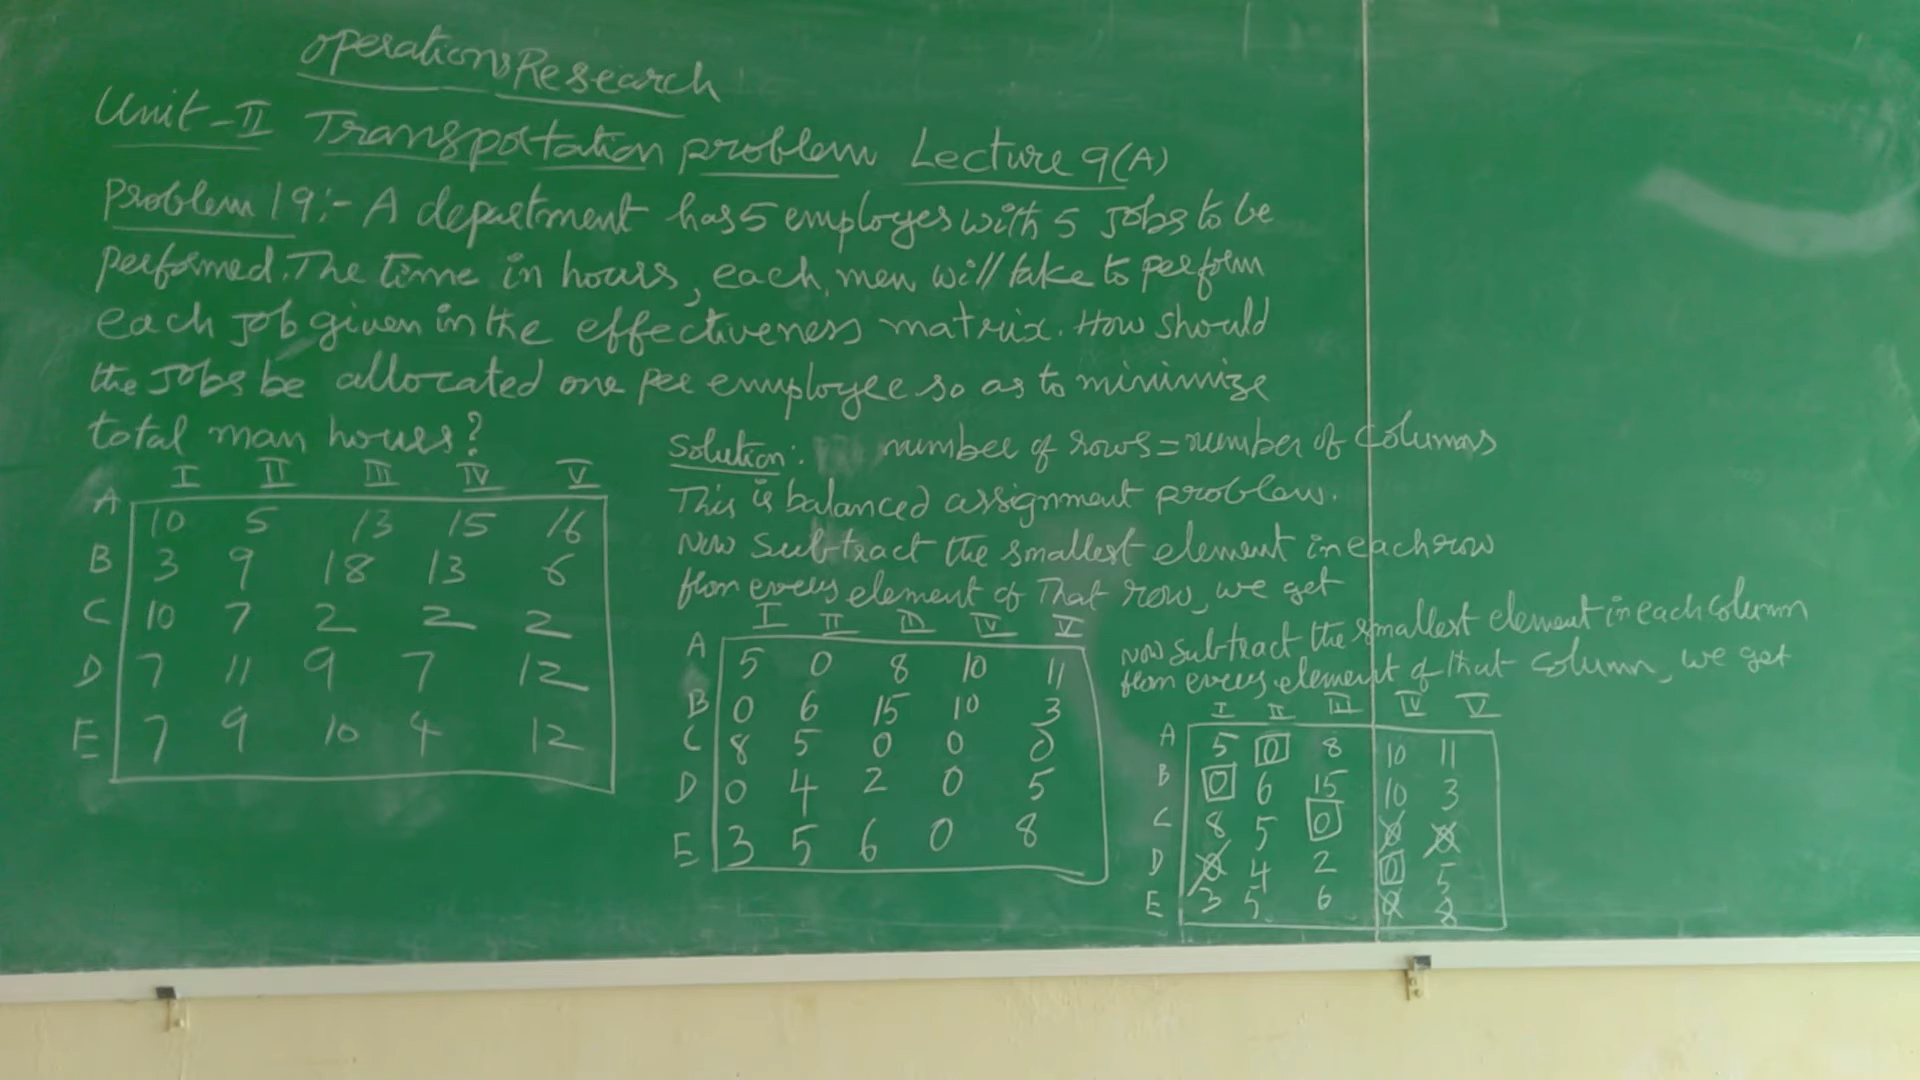 Operations Research
Unit-II Transpotation problem Lecture 9(A)
Problem 19:- A department has 5 employes with 5 Jobs to be
performed. The time in hours, each men will take to perform
each job given in the effectiveness matrix. How should
the Jobs be allocated one per employee so as to minimize
total man hours?
I II III IV V
A 10 5 13 15 16
B 3 9 18 13 6
C 10 7 2 2 2
D 7 11 9 7 12
E 7 9 10 4 12
Solution: number of rows = number of columns
This is balanced assignment problem.
Now subtract the smallest element in each row
from every element of That row, we get
I II III IV V
A 5 0 8 10 11
B 0 6 15 10 3
C 8 5 0 0 0
D 0 4 2 0 5
E 3 5 6 0 8
Now subtract the smallest element in each column
from every element of that column, we get
I II III IV V
A 5 0 8 10 11
B 0 6 15 10 3
C 8 5 0 0 0
D 0 4 2 0 5
E 3 5 6 0 8